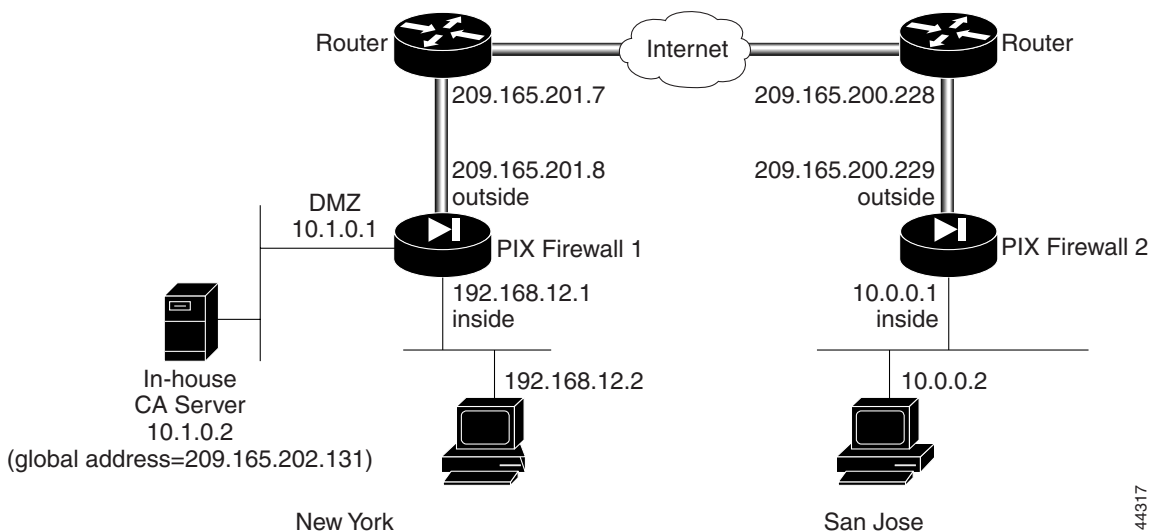 Router
Internet
Router
209.165.201.7
209.165.200.228
209.165.201.8
outside
209.165.200.229
outside
DMZ
10.1.0.1
PIX Firewall 1
PIX Firewall 2
192.168.12.1
inside
10.0.0.1
inside
In-house
CA Server
10.1.0.2
(global address=209.165.202.131)
192.168.12.2
10.0.0.2
New York
San Jose
44317